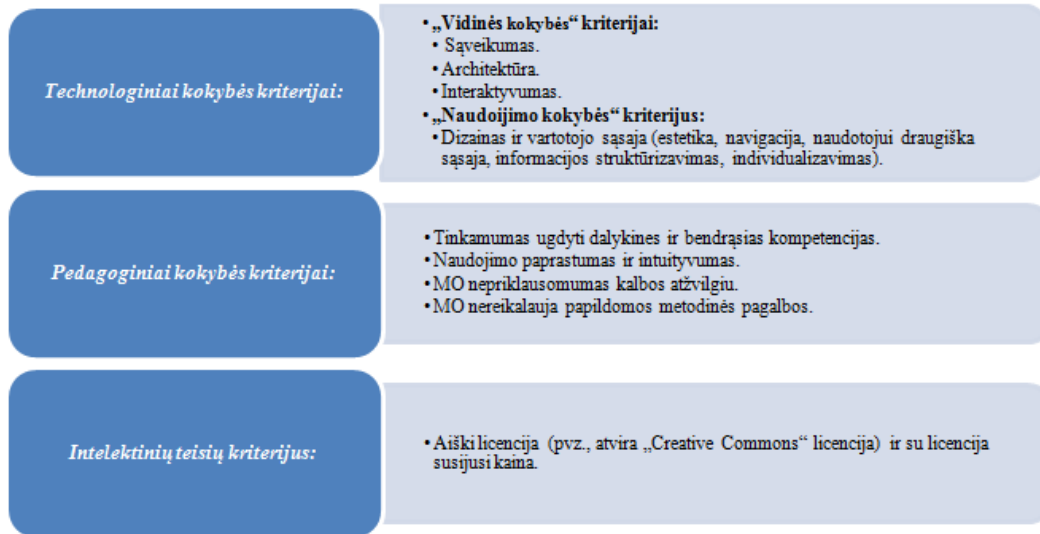 Technologiniai kokybės kriterijai:
• „Vidinės kokybės“ kriterijai:
• Sąveikumas.
• Architektūra.
• Interaktyvumas.
• „Naudoijimo kokybės“ kriterijus:
• Dizainas ir vartotojo sąsaja (estetika, navigacija, naudotojui draugiška
sąsaja, informacijos struktūrizavimas, individualizavimas).
Pedagoginiai kokybės kriterijai:
• Tinkamumas ugdyti dalykines ir bendrąsias kompetencijas.
• Naudojimo paprastumas ir intuityvumas.
• MO nepriklausomumas kalbos atžvilgiu.
• MO nereikalauja papildomos metodinės pagalbos.
Intelektinių teisių kriterijus:
• Aiški licencija (pvz., atvira „Creative Commons“ licencija) ir su licencija
susijusi kaina.